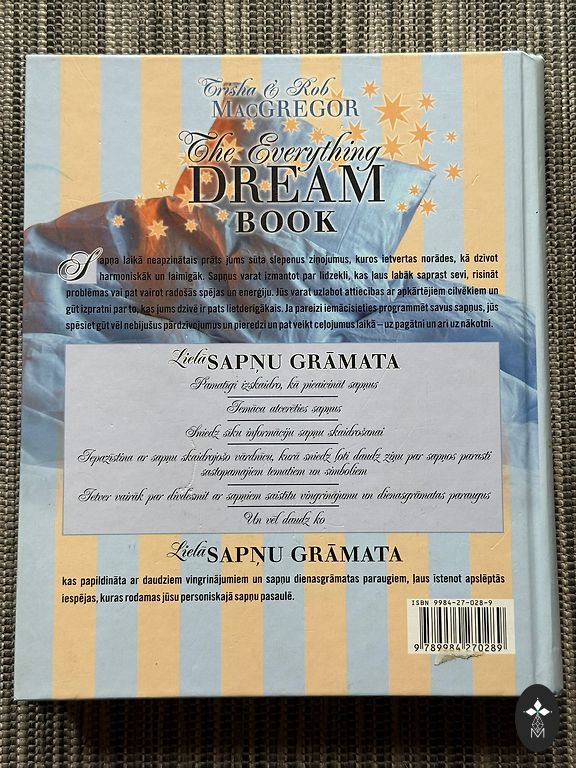 Trisha & Rob
MacGREGOR
The Everything
DREAM
BOOK
Sapņa laikā neapzinātais prāts jums sūta slepenus ziņojumus, kuros ietvertas norādes, kā dzīvot
harmoniskāk un laimīgāk. Sapņus varat izmantot par līdzekli, kas ļaus labāk saprast sevi, risināt
problēmas vai pat vairot radošās spējas un enerģiju. Jūs varat uzlabot attiecības ar apkārtējiem cilvēkiem un
gūt izpratni par to, kas jums dzīvē ir pats lietderīgākais. Ja pareizi iemācīsieties programmēt savus sapņus, jūs
spēsiet gūt vēl nebijušus pārdzīvojumus un pieredzi un pat veikt ceļojumus laikā – uz pagātni un arī uz nākotni.
Lielā SAPŅU GRĀMATA
Pamatīgi izskaidro, kā pieaicināt sapņus
Iemāca atcerēties sapņus
Sniedz sīku informāciju sapņu skaidrošanai
Iepazīstina ar sapņu skaidrojošo vārdnīcu, kurā sniedz ļoti daudz ziņu par sapņos parasti
sastopamajiem tematiem un simboliem
Ietver vairāk par divdesmit ar sapņiem saistītu vingrinājumu un dienasgrāmatas paraugus
Un vēl daudz ko
Lielā SAPŅU GRĀMATA
kas papildināta ar daudziem vingrinājumiem un sapņu dienasgrāmatas paraugiem, ļaus īstenot apslēptās
iespējas, kuras rodamas jūsu personiskajā sapņu pasaulē.
ISBN 9984-27-028-9
9 789984 270289